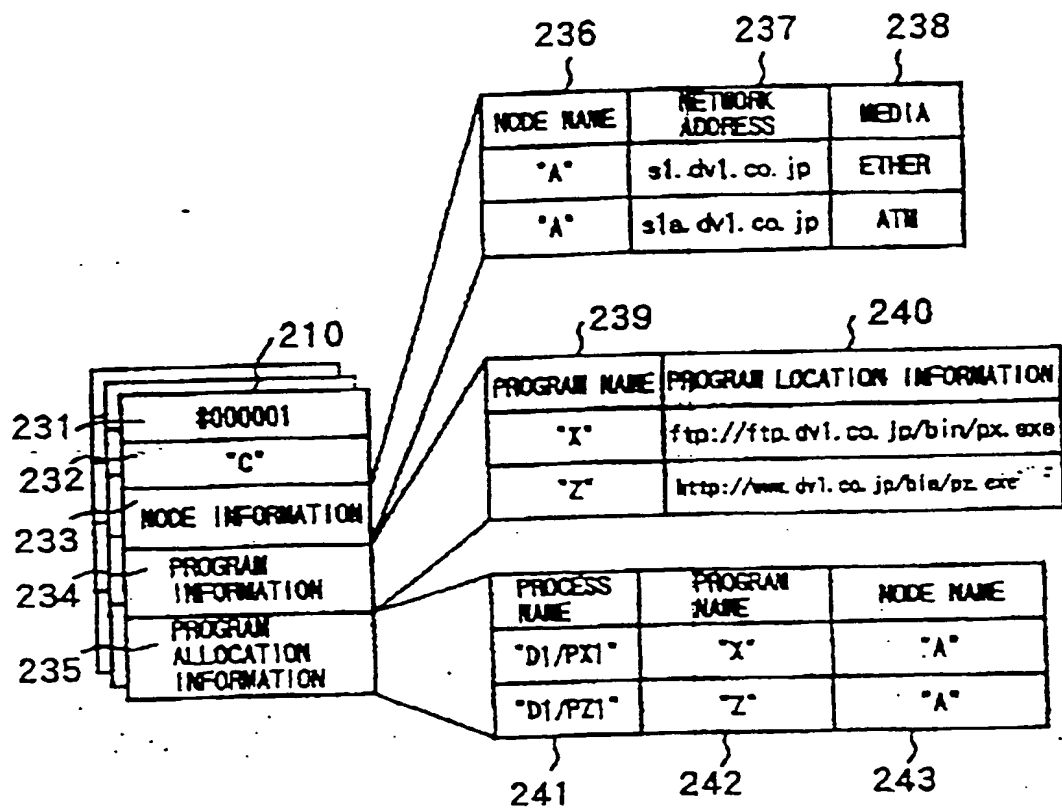 236 237 238
NODE NAME NETWORK ADDRESS MEDIA
"A" s1.dv1.co.jp ETHER
"A" s1a.dv1.co.jp ATM
239 240
PROGRAM NAME PROGRAM LOCATION INFORMATION
"X" ftp://ftp.dv1.co.jp/bin/px.exe
"Z" http://www.dv1.co.jp/bin/pz.exe
210
231 $000001
232 "C"
233 NODE INFORMATION
234 PROGRAM INFORMATION
235 PROGRAM ALLOCATION INFORMATION
PROCESS NAME PROGRAM NAME NODE NAME
"D1/PX1" "X" "A"
"D1/PZ1" "Z" "A"
241 242 243